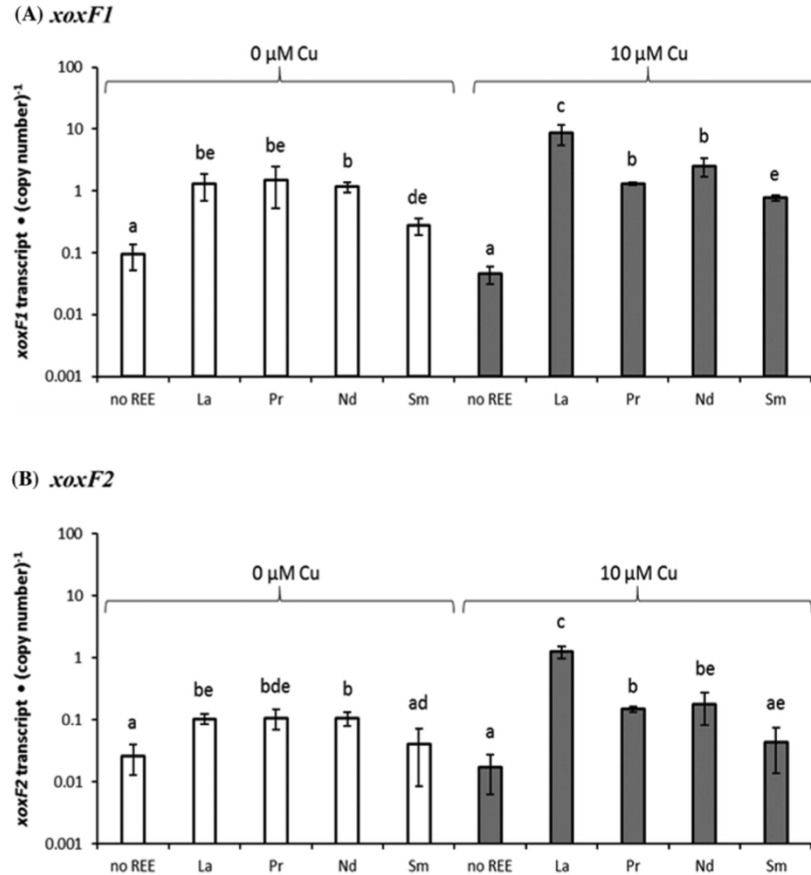 (A) xoxF1
0 µM Cu 10 µM Cu
100
10
1
0.1
0.01
0.001
xoxF1 transcript • (copy number)-1
a be be b de a c b b e
no REE La Pr Nd Sm no REE La Pr Nd Sm
(B) xoxF2
0 µM Cu 10 µM Cu
100
10
1
0.1
0.01
0.001
xoxF2 transcript • (copy number)-1
a be bde b ad a c b be ae
no REE La Pr Nd Sm no REE La Pr Nd Sm